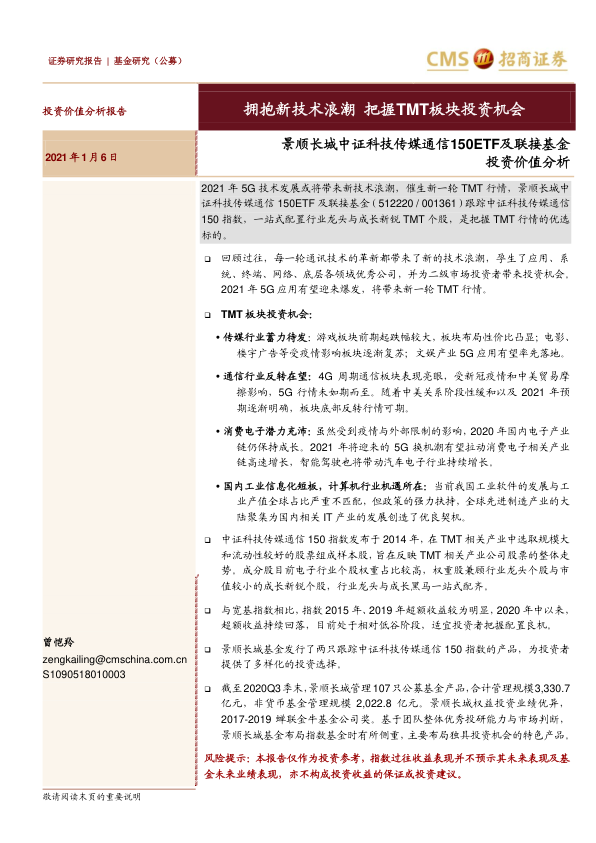 证券研究报告 | 基金研究（公募）
CMS 招商证券
投资价值分析报告
拥抱新技术浪潮 把握TMT板块投资机会
2021 年 1 月 6 日
景顺长城中证科技传媒通信150ETF及联接基金
投资价值分析
2021 年 5G 技术发展或将带来新技术浪潮，催生新一轮 TMT 行情，景顺长城中
证科技传媒通信 150ETF 及联接基金（512220 / 001361）跟踪中证科技传媒通信
150 指数，一站式配置行业龙头与成长新锐 TMT 个股，是把握 TMT 行情的优选
标的。
❑ 回顾过往，每一轮通讯技术的革新都带来了新的技术浪潮，孕生了应用、系
统、终端、网络、底层各领域优秀公司，并为二级市场投资者带来投资机会。
2021 年 5G 应用有望迎来爆发，将带来新一轮 TMT 行情。
❑ TMT 板块投资机会：
• 传媒行业蓄力待发：游戏板块前期起跌幅较大，板块布局性价比凸显；电影、
楼宇广告等受疫情影响板块逐渐复苏；文娱产业 5G 应用有望率先落地。
• 通信行业反转在望：4G 周期通信板块表现亮眼，受新冠疫情和中美贸易摩
擦影响，5G 行情未如期而至。随着中美关系阶段性缓和以及 2021 年预
期逐渐明确，板块底部反转行情可期。
• 消费电子潜力充沛：虽然受到疫情与外部限制的影响，2020 年国内电子产业
链仍保持成长。2021 年将迎来的 5G 换机潮有望拉动消费电子相关产业
链高速增长，智能驾驶也将带动汽车电子行业持续增长。
• 国内工业信息化短板，计算机行业机遇所在：当前我国工业软件的发展与工
业产值全球占比严重不匹配，但政策的强力扶持，全球先进制造产业的大
陆聚集为国内相关 IT 产业的发展创造了优良契机。
❑ 中证科技传媒通信 150 指数发布于 2014 年，在 TMT 相关产业中选取规模大
和流动性较好的股票组成样本股，旨在反映 TMT 相关产业公司股票的整体走
势。成分股目前电子行业个股权重占比较高，权重股兼顾行业龙头个股与市
值较小的成长新锐个股，行业龙头与成长黑马一站式配齐。
❑ 与宽基指数相比，指数 2015 年、2019 年超额收益较为明显，2020 年中以来，
超额收益持续回落，目前处于相对低谷阶段，适宜投资者把握配置良机。
❑ 景顺长城基金发行了两只跟踪中证科技传媒通信 150 指数的产品，为投资者
提供了多样化的投资选择。
❑ 截至2020Q3 季末，景顺长城管理 107 只公募基金产品，合计管理规模3,330.7
亿元，非货币基金管理规模 2,022.8 亿元。景顺长城权益投资业绩优异，
2017-2019 蝉联金牛基金公司奖。基于团队整体优秀投研能力与市场判断，
景顺长城基金布局指数基金时有所侧重，主要布局独具投资机会的特色产品。
风险提示：本报告仅作为投资参考，指数过往收益表现并不预示其未来表现及基
金未来业绩表现，亦不构成投资收益的保证或投资建议。
曾恺羚
zengkailing@cmschina.com.cn
S1090518010003
敬请阅读末页的重要说明